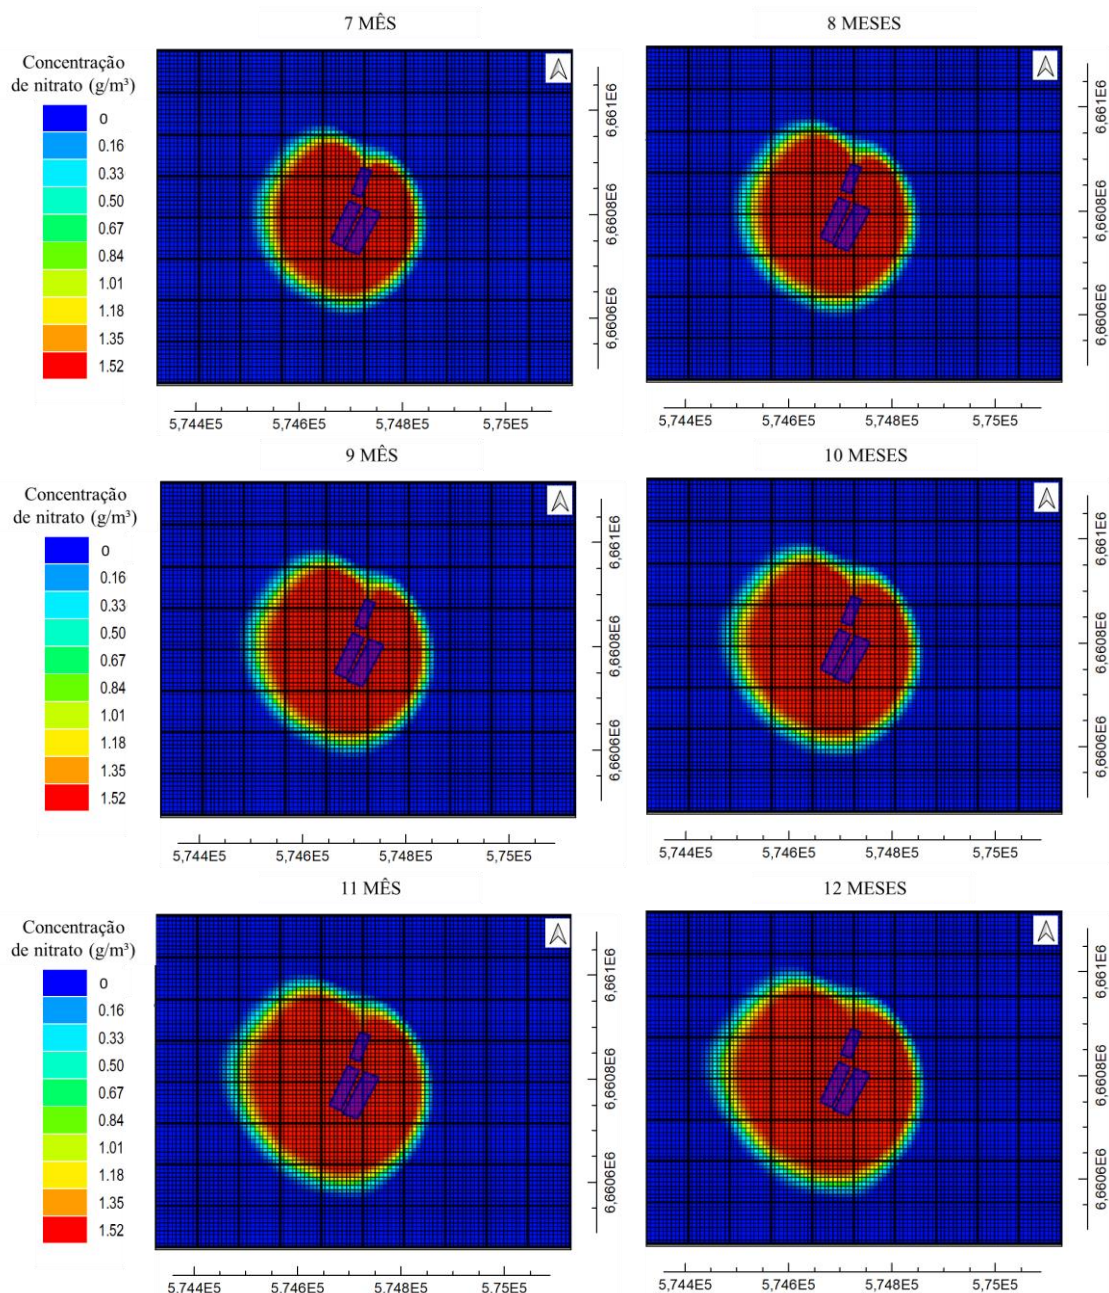 7 MÊS
8 MESES
Concentração
de nitrato (g/m³)
0
0.16
0.33
0.50
0.67
0.84
1.01
1.18
1.35
1.52
6,661E6
6,6608E6
6,6606E6
5,744E5 5,746E5 5,748E5 5,75E5
6,661E6
6,6608E6
6,6606E6
5,744E5 5,746E5 5,748E5 5,75E5
9 MÊS
10 MESES
Concentração
de nitrato (g/m³)
0
0.16
0.33
0.50
0.67
0.84
1.01
1.18
1.35
1.52
6,661E6
6,6608E6
6,6606E6
5,744E5 5,746E5 5,748E5 5,75E5
6,661E6
6,6608E6
6,6606E6
5,744E5 5,746E5 5,748E5 5,75E5
11 MÊS
12 MESES
Concentração
de nitrato (g/m³)
0
0.16
0.33
0.50
0.67
0.84
1.01
1.18
1.35
1.52
6,661E6
6,6608E6
6,6606E6
5,744E5 5,746E5 5,748E5 5,75E5
6,661E6
6,6608E6
6,6606E6
5,744E5 5,746E5 5,748E5 5,75E5